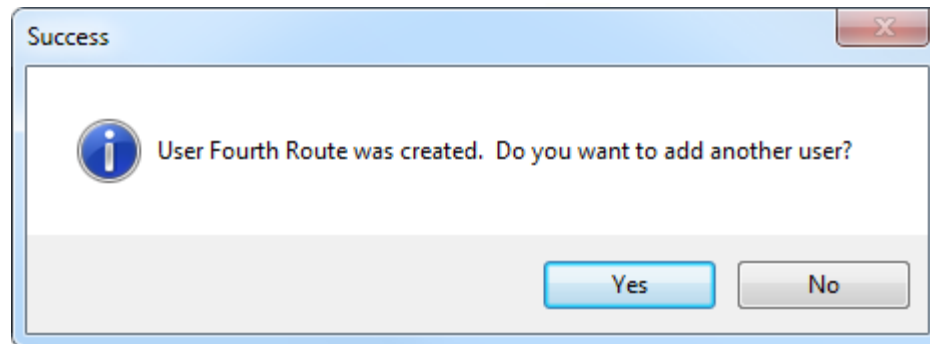 Success
User Fourth Route was created.  Do you want to add another user?
Yes
No